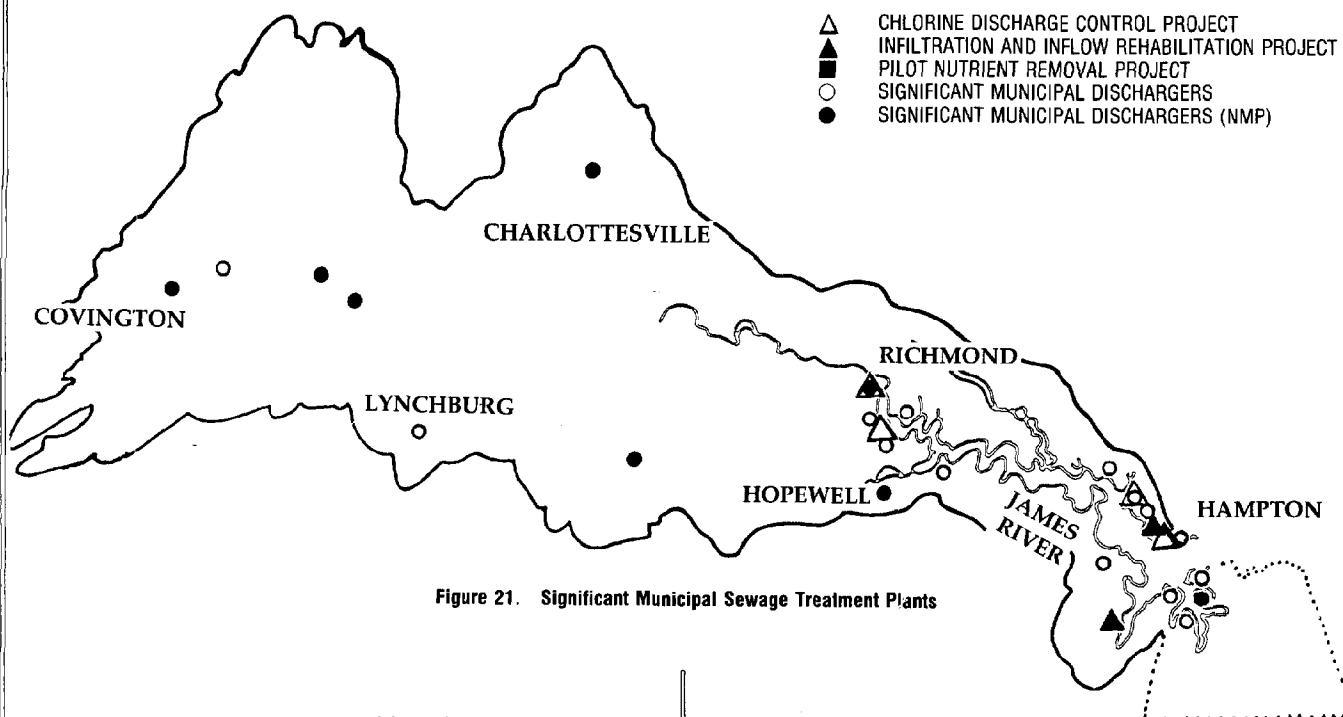 CHLORINE DISCHARGE CONTROL PROJECT
INFILTRATION AND INFLOW REHABILITATION PROJECT
PILOT NUTRIENT REMOVAL PROJECT
SIGNIFICANT MUNICIPAL DISCHARGERS
SIGNIFICANT MUNICIPAL DISCHARGERS (NMP)
CHARLOTTESVILLE
COVINGTON
RICHMOND
LYNCHBURG
HOPEWELL
JAMES
RIVER
HAMPTON
Figure 21. Significant Municipal Sewage Treatment Plants